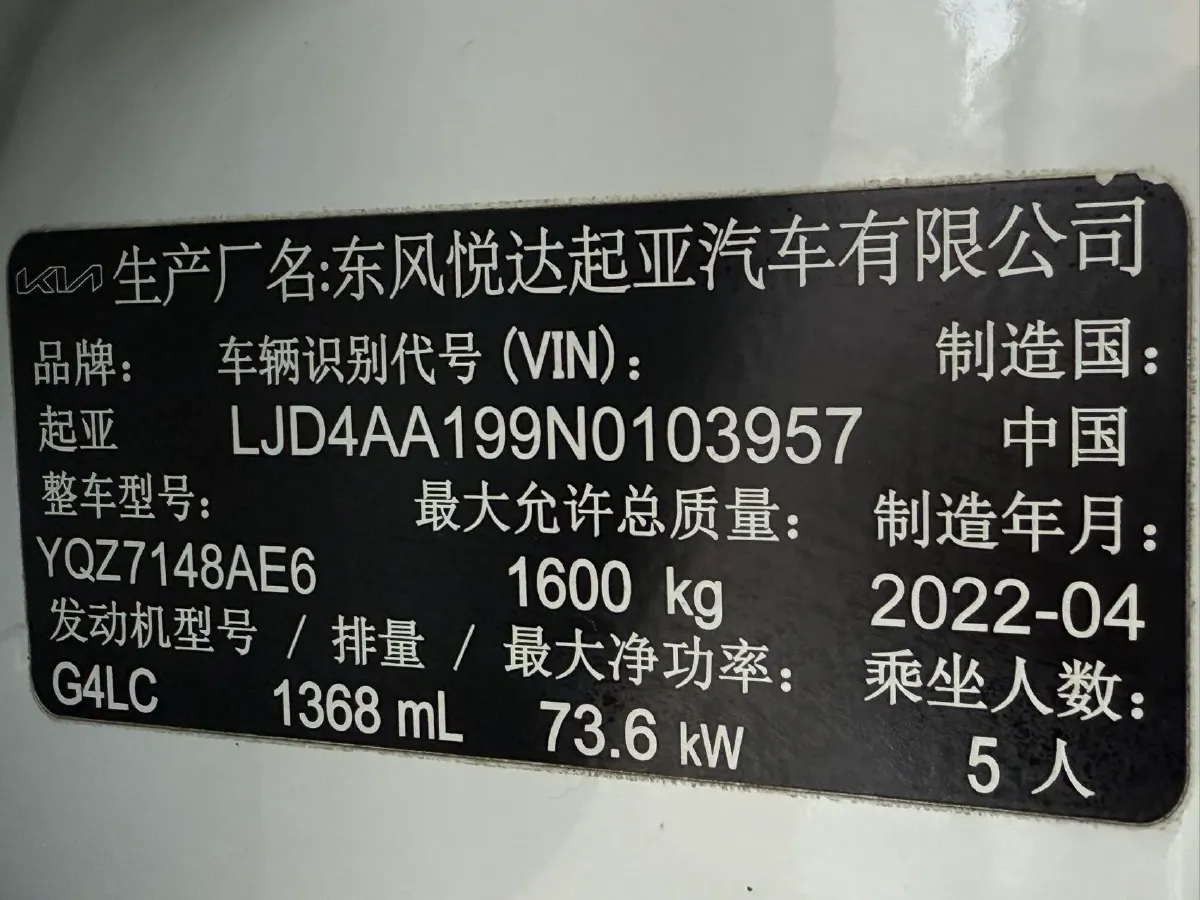 KIA 生产厂名:东风悦达起亚汽车有限公司
品牌: 车辆识别代号 (VIN): 制造国:
起亚 LJD4AA199N0103957 中国
整车型号: 最大允许总质量: 制造年月:
YQZ7148AE6 1600 kg 2022-04
发动机型号 / 排量 / 最大净功率: 乘坐人数:
G4LC 1368 mL 73.6 kW 5 人